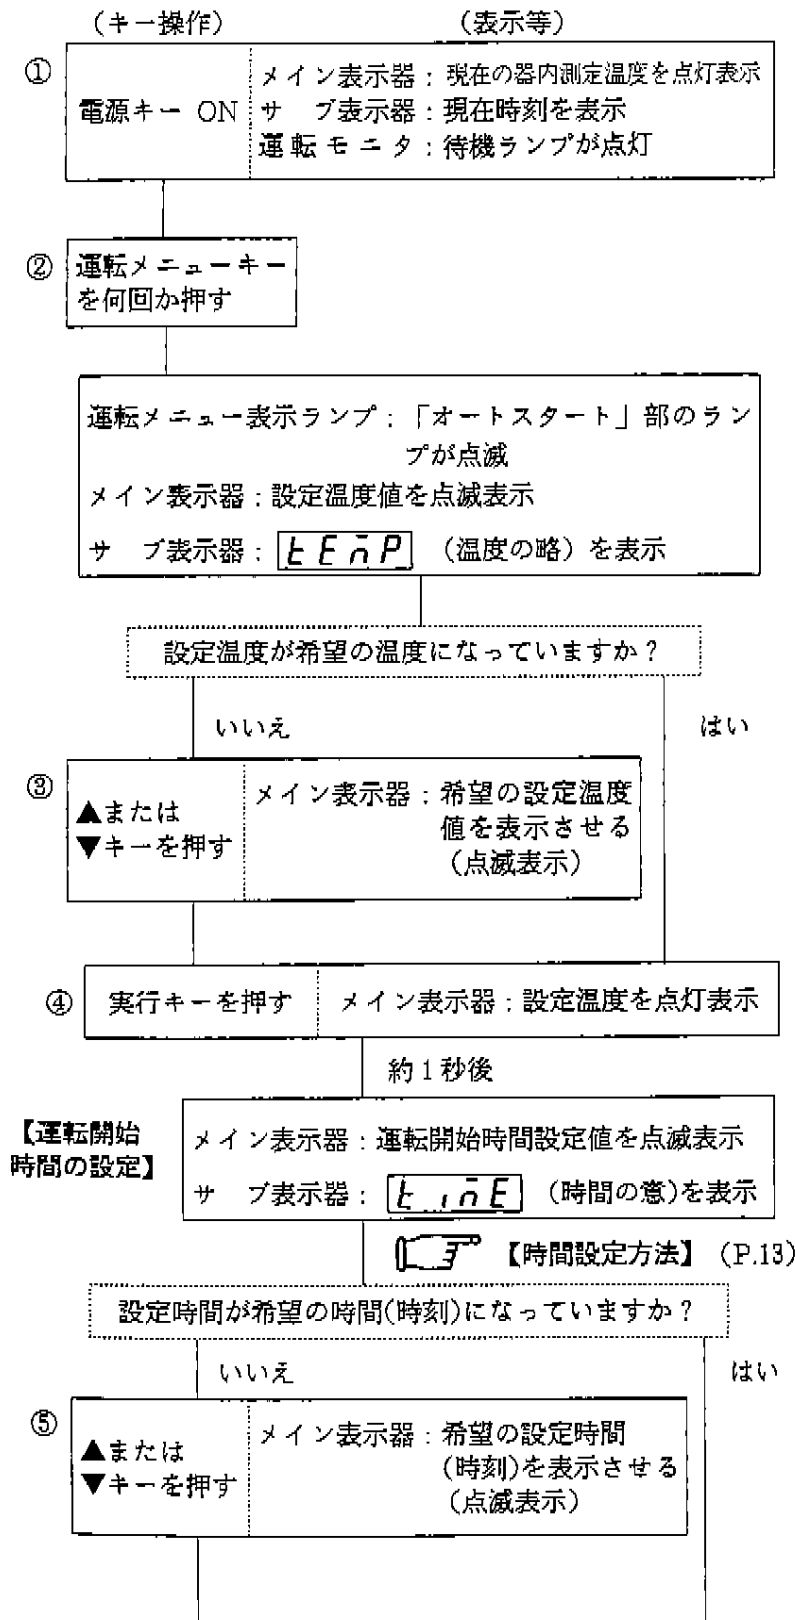 (キー操作) (表示等)
① 電源キー ON
メイン表示器：現在の器内測定温度を点灯表示
サ ブ表示器：現在時刻を表示
運転モニタ：待機ランプが点灯
② 運転メニューキー
を何回か押す
運転メニュー表示ランプ：「オートスタート」部のラン
プが点滅
メイン表示器：設定温度値を点滅表示
サ ブ表示器：tEmP (温度の略) を表示
設定温度が希望の温度になっていますか？
いいえ はい
③ ▲または
▼キーを押す
メイン表示器：希望の設定温度
値を表示させる
(点滅表示)
④ 実行キーを押す メイン表示器：設定温度を点灯表示
約1秒後
【運転開始
時間の設定】
メイン表示器：運転開始時間設定値を点滅表示
サ ブ表示器：timE (時間の意)を表示
【時間設定方法】 (P.13)
設定時間が希望の時間(時刻)になっていますか？
いいえ はい
⑤ ▲または
▼キーを押す
メイン表示器：希望の設定時間
(時刻)を表示させる
(点滅表示)